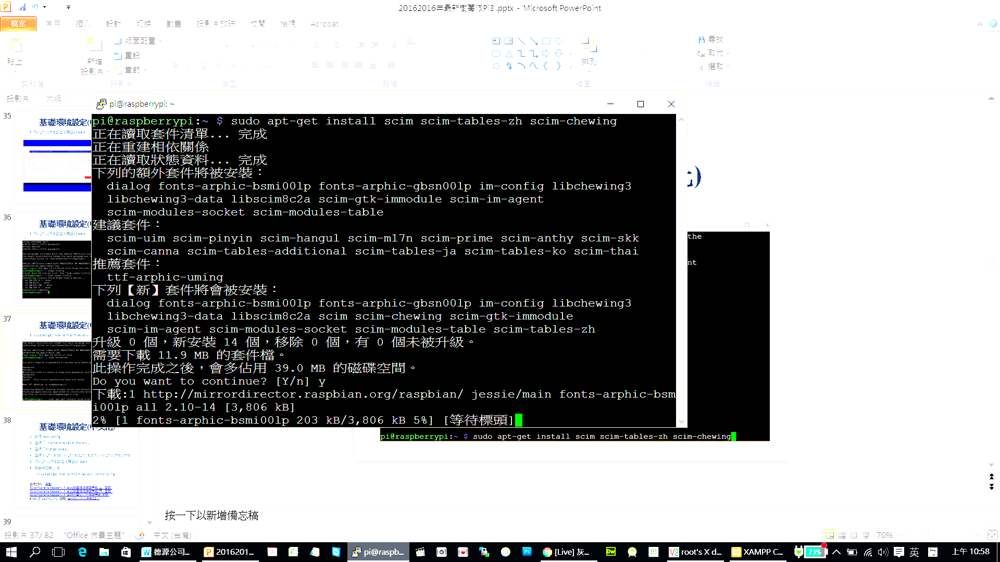 20162016年最新樹莓派Pi3 .pptx - Microsoft PowerPoint
檔案 常用 插入 設計 切換 動畫 投影片放映 校閱 檢視 Acrobat
貼上
新增
投影片
版面配置
重設
章節
排列
尋找
取代
選取
剪貼簿 投影片 字型 段落 繪圖 編輯
投影片 大綱
35
基礎環境設定(
36
基礎環境設定(
37
基礎環境設定(
38
基礎環境設定(中文化)
39
pi@raspberrypi: ~
pi@raspberrypi:~ $ sudo apt-get install scim scim-tables-zh scim-chewing
正在讀取套件清單... 完成
正在重建相依關係
正在讀取狀態資料... 完成
下列的額外套件將被安裝：
dialog fonts-arphic-bsmi00lp fonts-arphic-gbsn00lp im-config libchewing3
libchewing3-data libscim8c2a scim-gtk-immodule scim-im-agent
scim-modules-socket scim-modules-table
建議套件：
scim-uim scim-pinyin scim-hangul scim-m17n scim-prime scim-anthy scim-skk
scim-canna scim-tables-additional scim-tables-ja scim-tables-ko scim-thai
推薦套件：
ttf-arphic-uming
下列【新】套件將會被安裝：
dialog fonts-arphic-bsmi00lp fonts-arphic-gbsn00lp im-config libchewing3
libchewing3-data libscim8c2a scim scim-chewing scim-gtk-immodule
scim-im-agent scim-modules-socket scim-modules-table scim-tables-zh
升級 0 個，新安裝 14 個，移除 0 個，有 0 個未被升級。
需要下載 11.9 MB 的套件檔。
此操作完成之後，會多佔用 39.0 MB 的磁碟空間。
Do you want to continue? [Y/n] y
下載:1 http://mirrordirector.raspbian.org/raspbian/ jessie/main fonts-arphic-bsm
i00lp all 2.10-14 [3,806 kB]
2% [1 fonts-arphic-bsmi00lp 203 kB/3,806 kB 5%] [等待標頭]
g)
the
nt
pi@raspberrypi:~ $ sudo apt-get install scim scim-tables-zh scim-chewing
按一下以新增備忘稿
投影片 37/ 82 "Office 佈景主題" 中文 (台灣) 70%
德源公司... 2016201... pi@raspb... [Live] 灰... root's X d... XAMPP C... 73% 英 上午 10:58